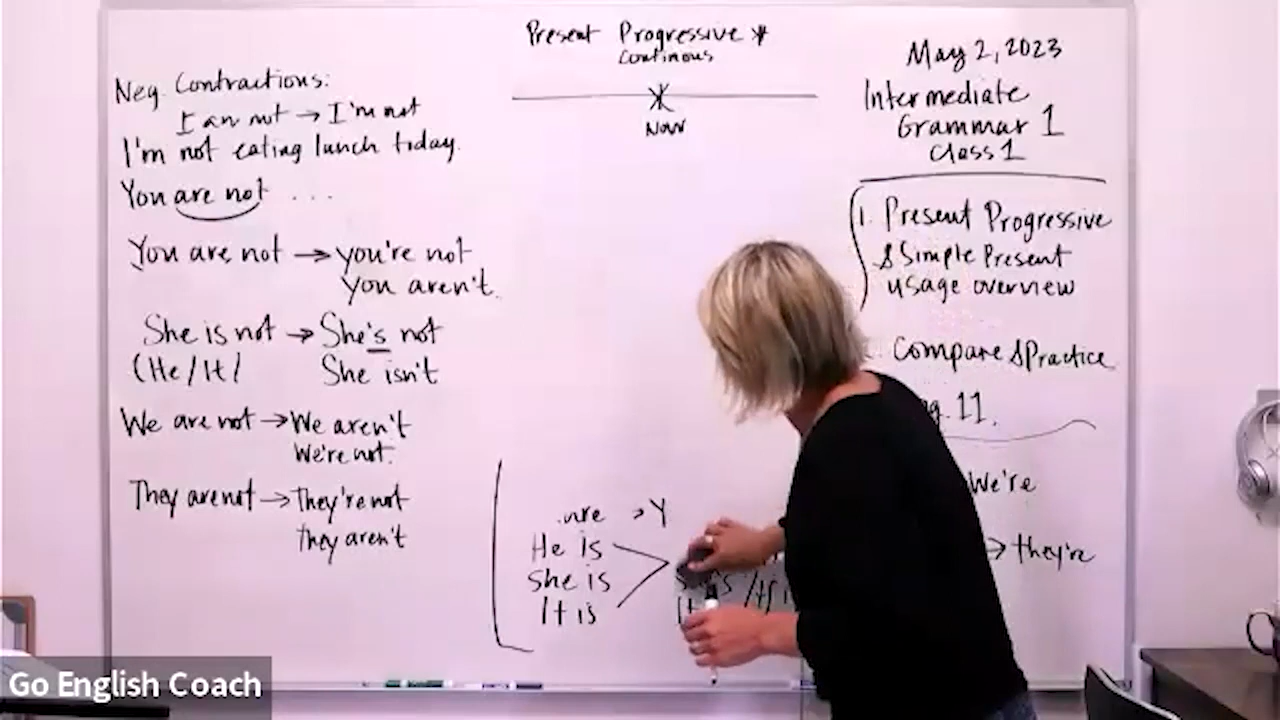 Present Progressive *
Continous
Now
May 2, 2023
Intermediate
Grammar 1
Class 1
1. Present Progressive
& Simple Present
usage overview
Compare & Practice
11.
Neg. Contractions:
I am not → I'm not
I'm not eating lunch today.
You are not ...
You are not → you're not
you aren't.
She is not → She's not
(He / It / She isn't
We are not → We aren't
We're not.
They are not → They're not
they aren't
→ Y
He is
She is
It is
We're
→ they're
Go English Coach